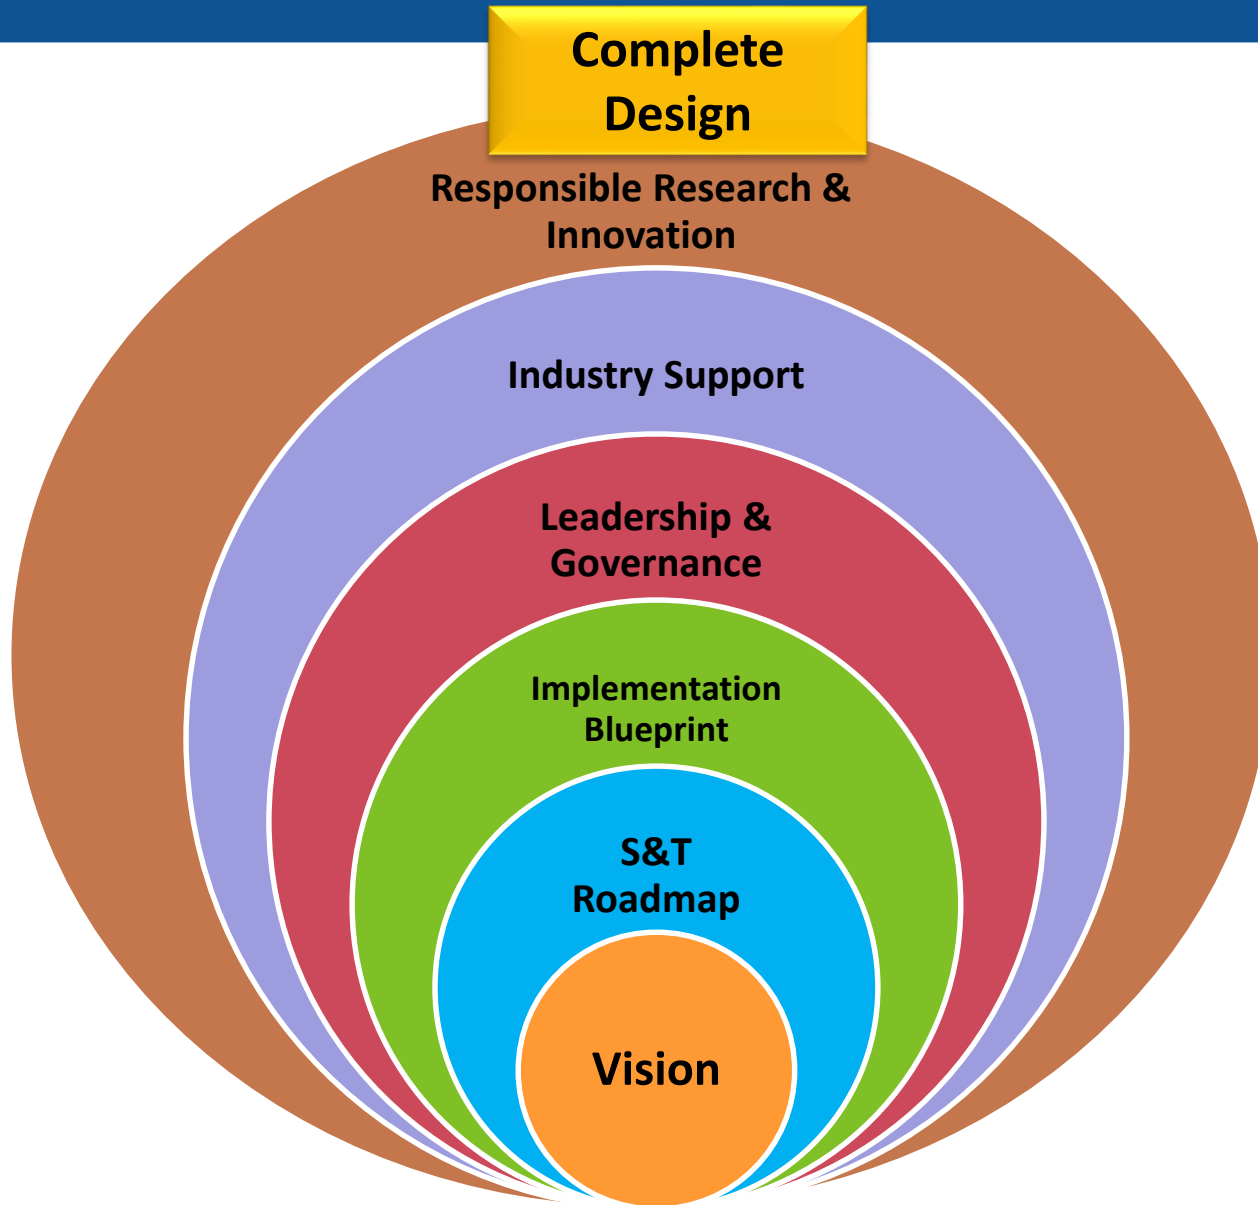 Complete
Design
Responsible Research &
Innovation
Industry Support
Leadership &
Governance
Implementation
Blueprint
S&T
Roadmap
Vision